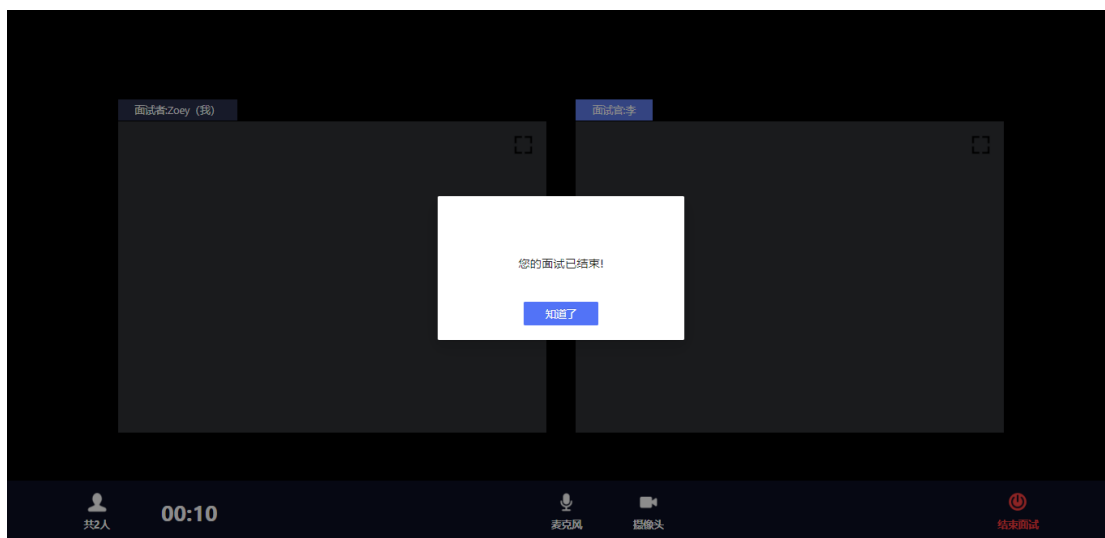 面试者:Zoey（我）
面试官:李
您的面试已结束!
知道了
共2人
00:10
麦克风
摄像头
结束面试